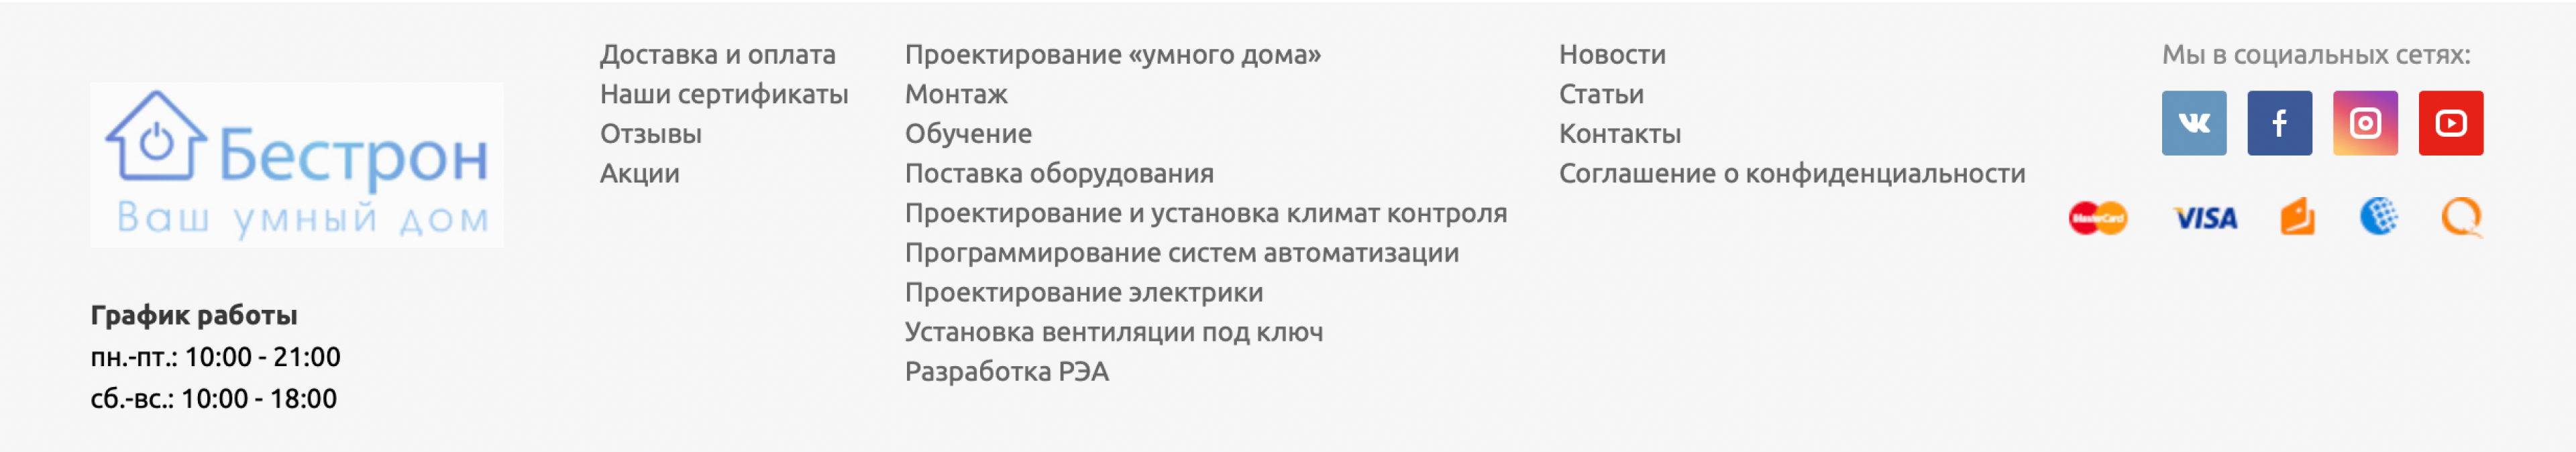 Бестрон
Ваш умный дом
График работы
пн.-пт.: 10:00 - 21:00
сб.-вс.: 10:00 - 18:00
Доставка и оплата
Наши сертификаты
Отзывы
Акции
Проектирование «умного дома»
Монтаж
Обучение
Поставка оборудования
Проектирование и установка климат контроля
Программирование систем автоматизации
Проектирование электрики
Установка вентиляции под ключ
Разработка РЭА
Новости
Статьи
Контакты
Соглашение о конфиденциальности
Мы в социальных сетях:
MasterCard
VISA